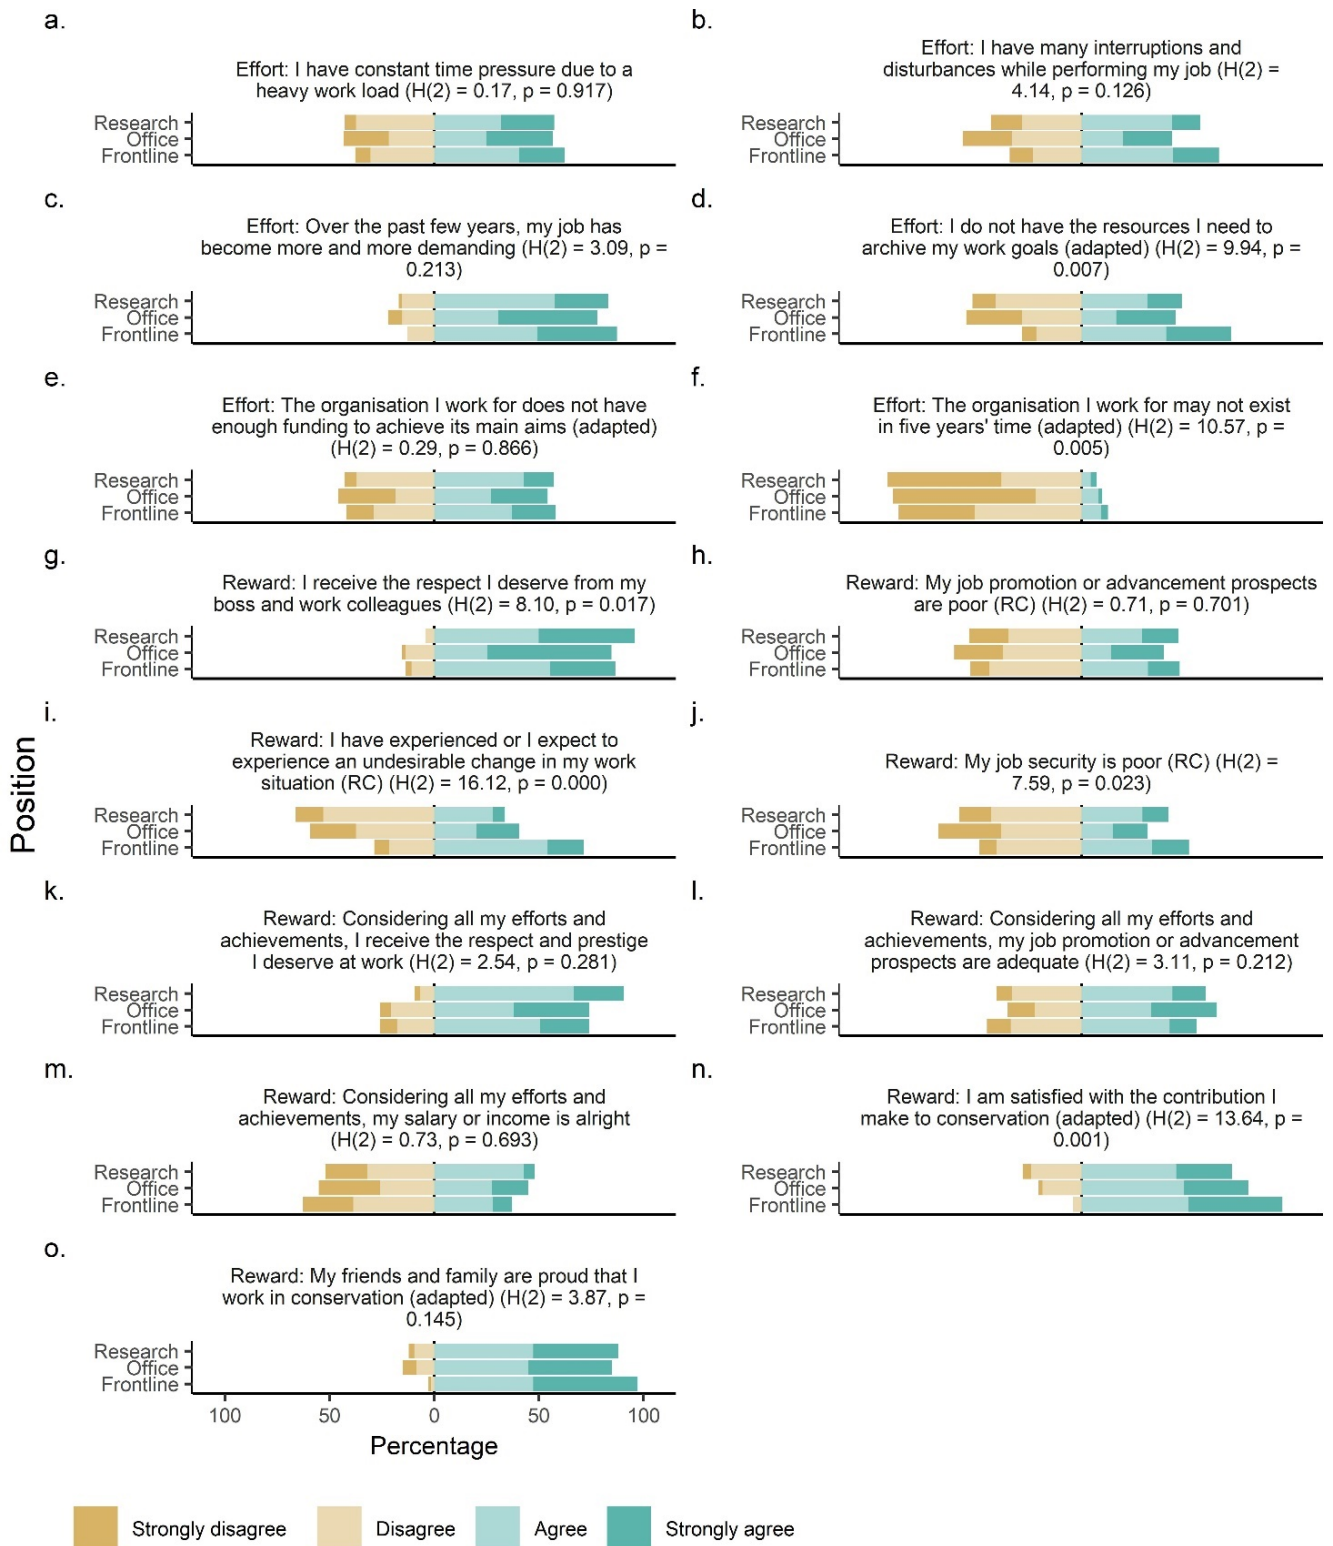 a.
Effort: I have constant time pressure due to a
heavy work load (H(2) = 0.17, p = 0.917)
Research
Office
Frontline
b.
Effort: I have many interruptions and
disturbances while performing my job (H(2) =
4.14, p = 0.126)
Research
Office
Frontline
c.
Effort: Over the past few years, my job has
become more and more demanding (H(2) = 3.09, p =
0.213)
Research
Office
Frontline
d.
Effort: I do not have the resources I need to
archive my work goals (adapted) (H(2) = 9.94, p =
0.007)
Research
Office
Frontline
e.
Effort: The organisation I work for does not have
enough funding to achieve its main aims (adapted)
(H(2) = 0.29, p = 0.866)
Research
Office
Frontline
f.
Effort: The organisation I work for may not exist
in five years' time (adapted) (H(2) = 10.57, p =
0.005)
Research
Office
Frontline
g.
Reward: I receive the respect I deserve from my
boss and work colleagues (H(2) = 8.10, p = 0.017)
Research
Office
Frontline
h.
Reward: My job promotion or advancement prospects
are poor (RC) (H(2) = 0.71, p = 0.701)
Research
Office
Frontline
Position
i.
Reward: I have experienced or I expect to
experience an undesirable change in my work
situation (RC) (H(2) = 16.12, p = 0.000)
Research
Office
Frontline
j.
Reward: My job security is poor (RC) (H(2) =
7.59, p = 0.023)
Research
Office
Frontline
k.
Reward: Considering all my efforts and
achievements, I receive the respect and prestige
I deserve at work (H(2) = 2.54, p = 0.281)
Research
Office
Frontline
l.
Reward: Considering all my efforts and
achievements, my job promotion or advancement
prospects are adequate (H(2) = 3.11, p = 0.212)
Research
Office
Frontline
m.
Reward: Considering all my efforts and
achievements, my salary or income is alright
(H(2) = 0.73, p = 0.693)
Research
Office
Frontline
n.
Reward: I am satisfied with the contribution I
make to conservation (adapted) (H(2) = 13.64, p =
0.001)
Research
Office
Frontline
o.
Reward: My friends and family are proud that I
work in conservation (adapted) (H(2) = 3.87, p =
0.145)
Research
Office
Frontline
100 50 0 50 100
Percentage
Strongly disagree Disagree Agree Strongly agree